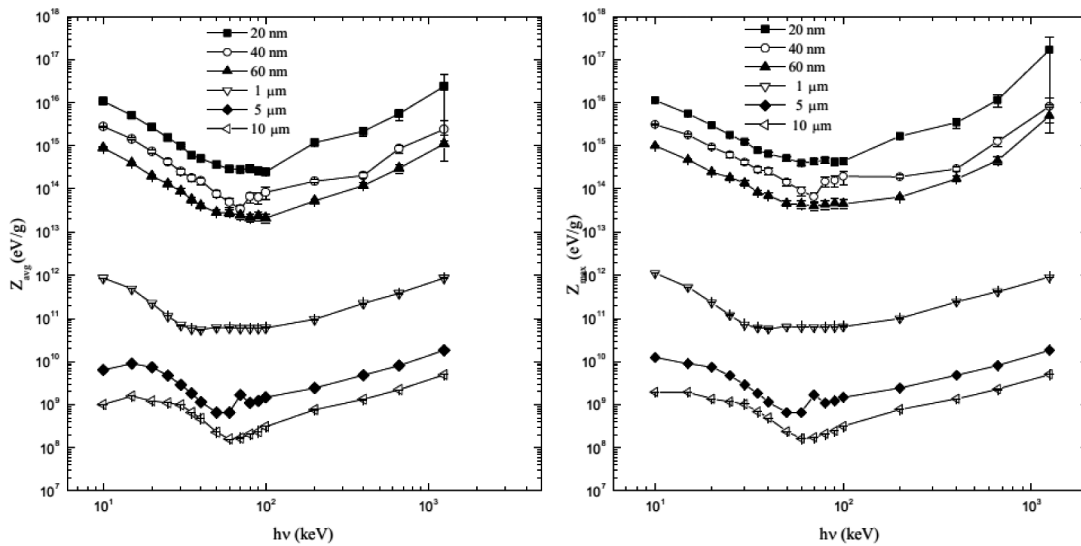 10^18
10^17
10^16
10^15
10^14
10^13
10^12
10^11
10^10
10^9
10^8
10^7
Z_avg (eV/g)
20 nm
40 nm
60 nm
1 μm
5 μm
10 μm
10^1
10^2
10^3
hν (keV)
10^18
10^17
10^16
10^15
10^14
10^13
10^12
10^11
10^10
10^9
10^8
10^7
Z_max (eV/g)
20 nm
40 nm
60 nm
1 μm
5 μm
10 μm
10^1
10^2
10^3
hν (keV)